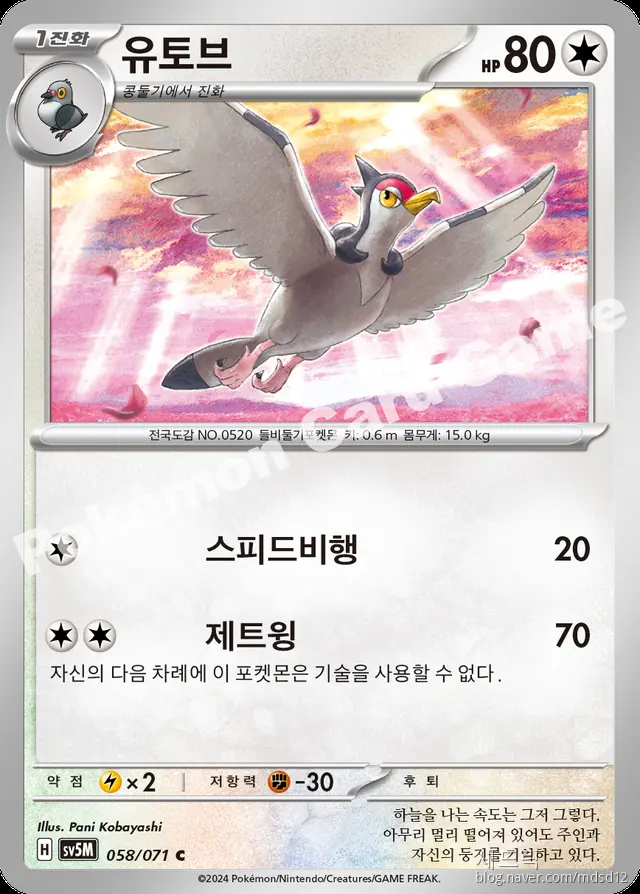 1진화
유토브
HP 80
콩둘기에서 진화
전국도감 NO.0520 들비둘기포켓몬 키: 0.6 m 몸무게: 15.0 kg
Pokémon Card Game
스피드비행 20
제트윙 70
자신의 다음 차례에 이 포켓몬은 기술을 사용할 수 없다.
약점 ×2 저항력 -30 후퇴
Illus. Pani Kobayashi
하늘을 나는 속도는 그저 그렇다.
아무리 멀리 떨어져 있어도 주인과
자신의 둥지를 기억하고 있다.
H SV5M 058/071 C
blog.naver.com/mdsd12
©2024 Pokémon/Nintendo/Creatures/GAME FREAK.